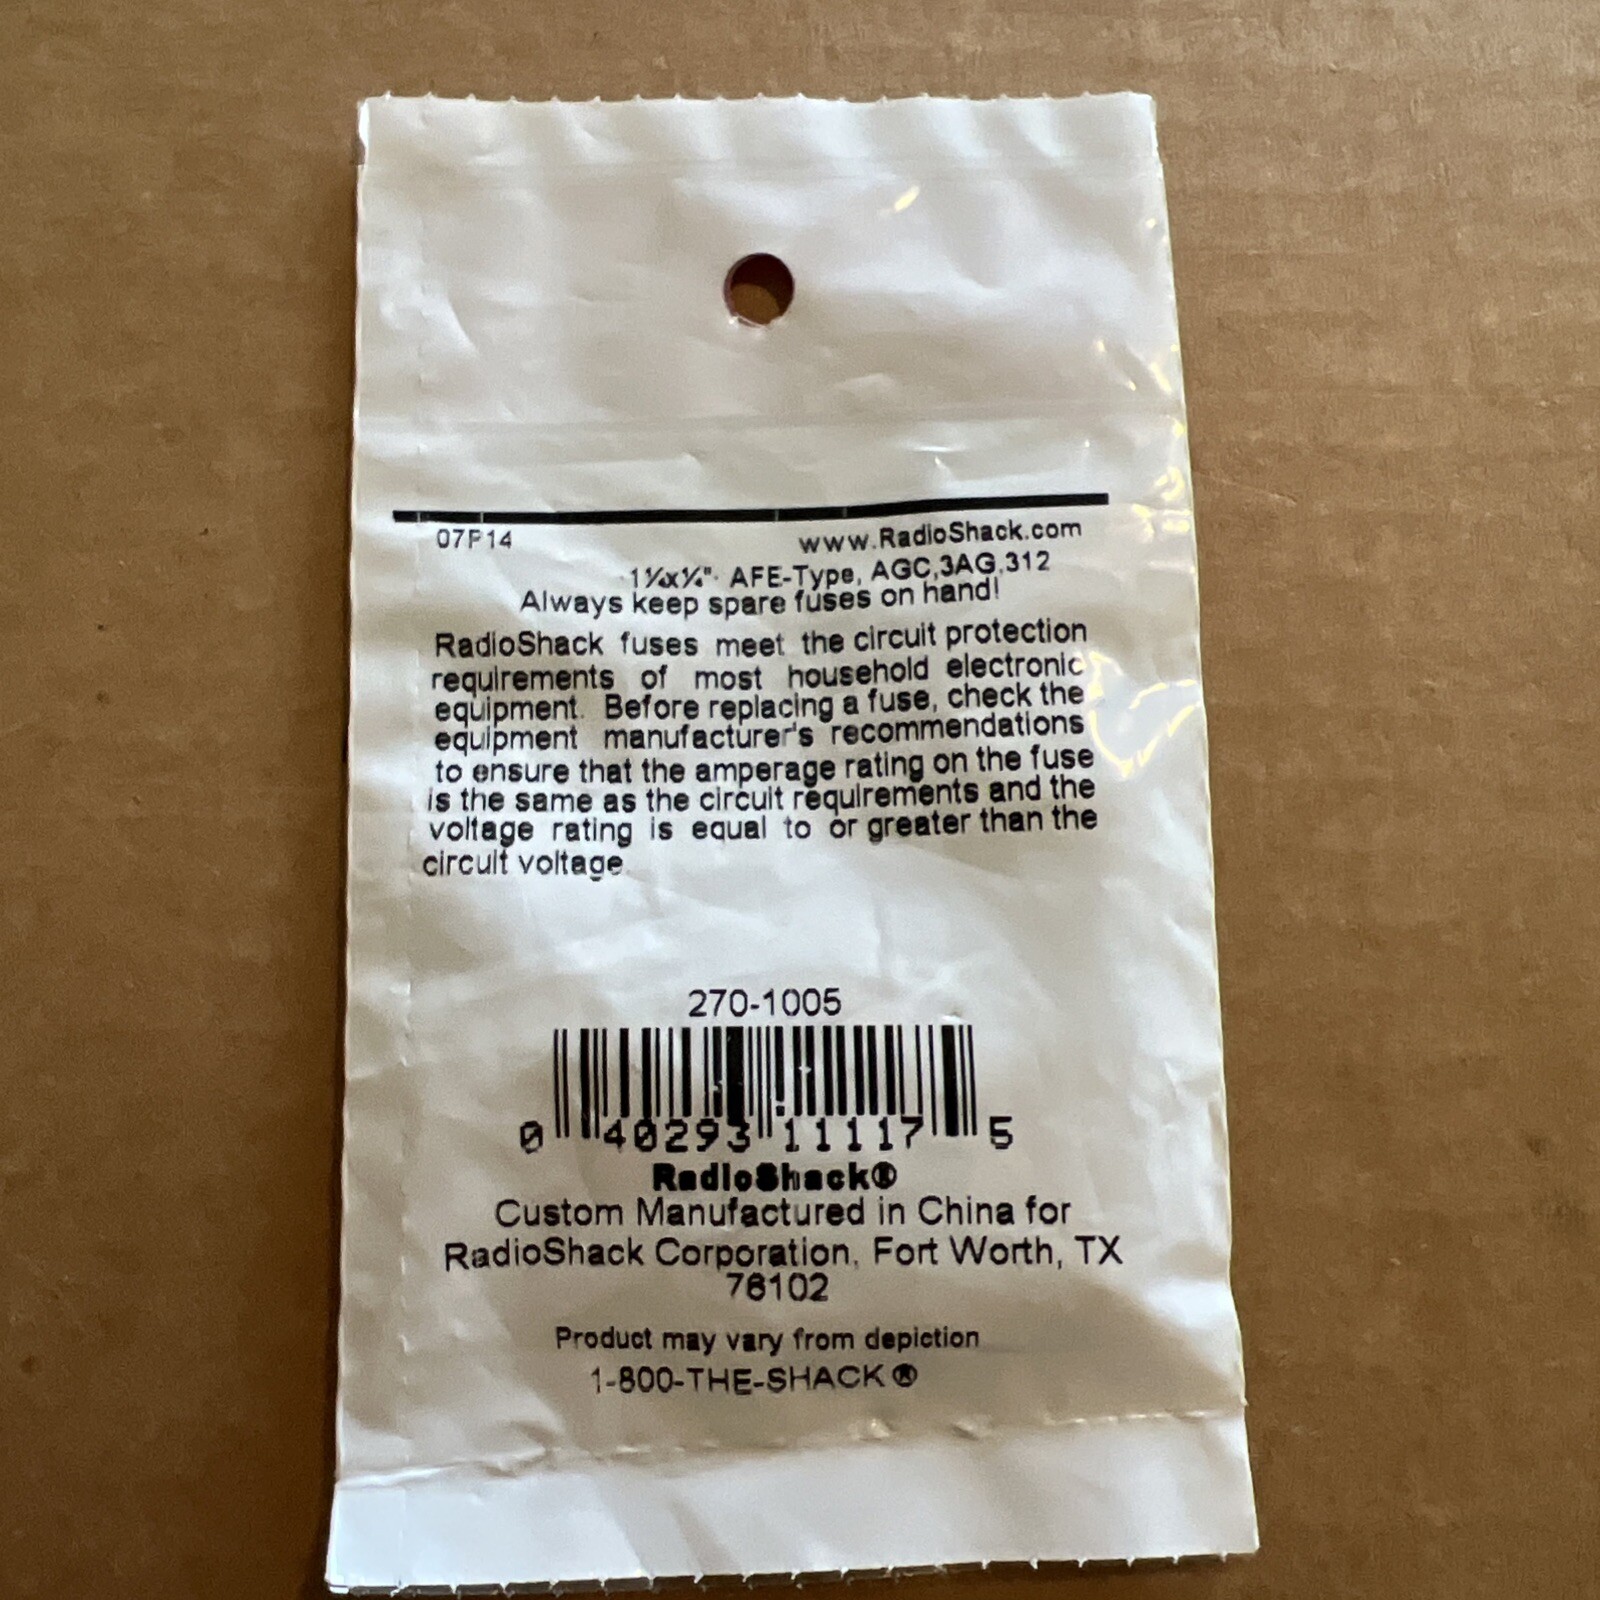 07P14 www.RadioShack.com
1¼x¼" AFE-Type, AGC,3AG,312
Always keep spare fuses on hand!
RadioShack fuses meet the circuit protection
requirements of most household electronic
equipment. Before replacing a fuse, check the
equipment manufacturer's recommendations
to ensure that the amperage rating on the fuse
is the same as the circuit requirements and the
voltage rating is equal to or greater than the
circuit voltage.
270-1005
0 40293 11117 5
RadioShack®
Custom Manufactured in China for
RadioShack Corporation, Fort Worth, TX
76102
Product may vary from depiction
1-800-THE-SHACK®